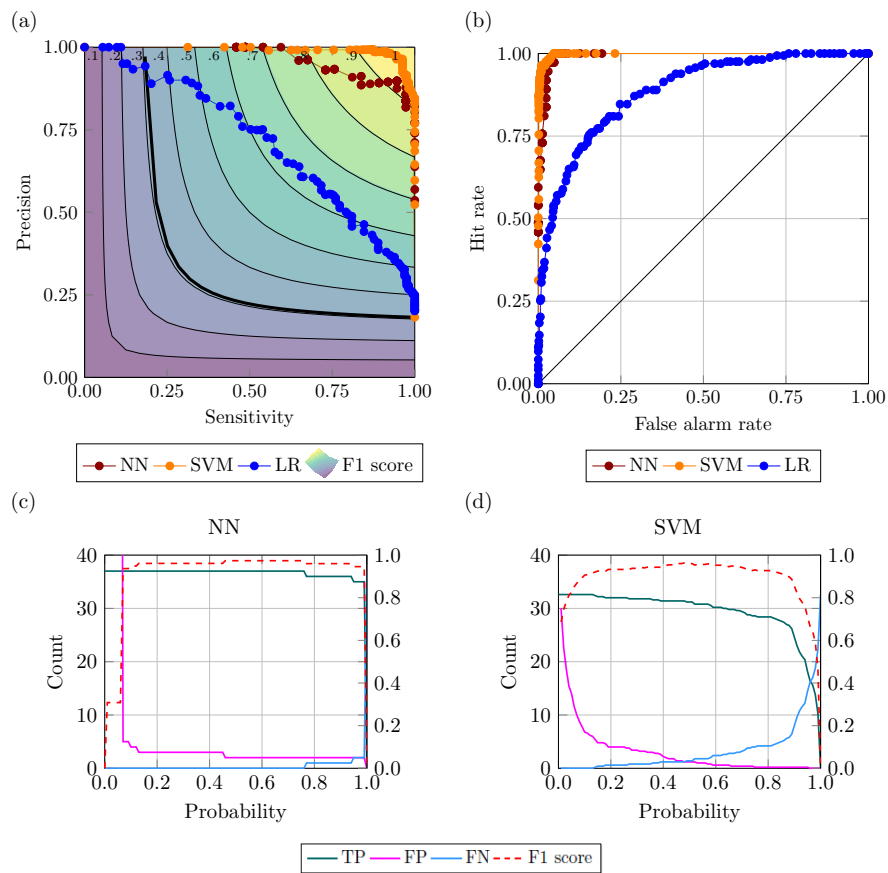 (a)
(b)
1.00
0.75
0.50
0.25
0.00
Precision
.1 .2 .3 .4 .5 .6 .7 .8 .9 1
0.25 0.50 0.75 1.00
Sensitivity
NN SVM LR F1 score
1.00
0.75
0.50
0.25
0.00
Hit rate
0.00 0.25 0.50 0.75 1.00
False alarm rate
NN SVM LR
(c)
(d)
NN
40
30
20
10
0
Count
1.0
0.8
0.6
0.4
0.2
0.0
0.0 0.2 0.4 0.6 0.8 1.0
Probability
SVM
40
30
20
10
0
Count
1.0
0.8
0.6
0.4
0.2
0.0
0.0 0.2 0.4 0.6 0.8 1.0
Probability
TP FP FN F1 score